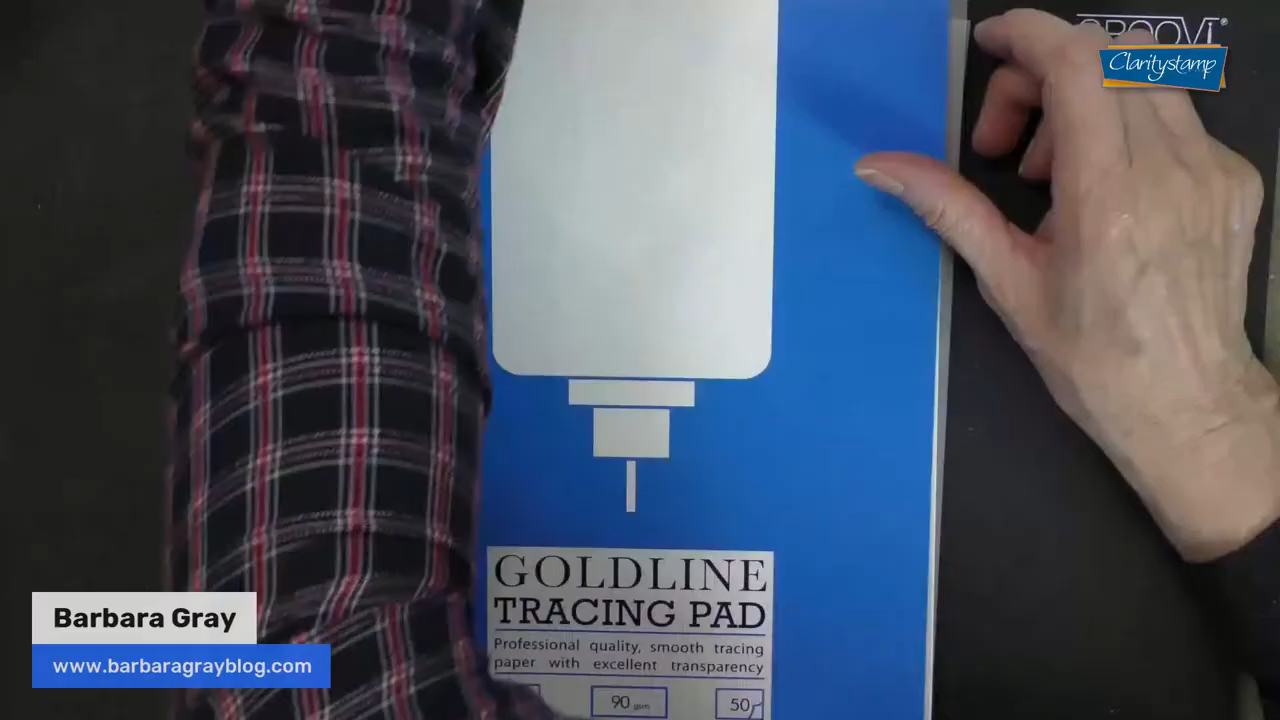 GROOVI®
Claritystamp
GOLDLINE
TRACING PAD
Professional quality, smooth tracing
paper with excellent transparency
90 gsm
50
Barbara Gray
www.barbaragrayblog.com